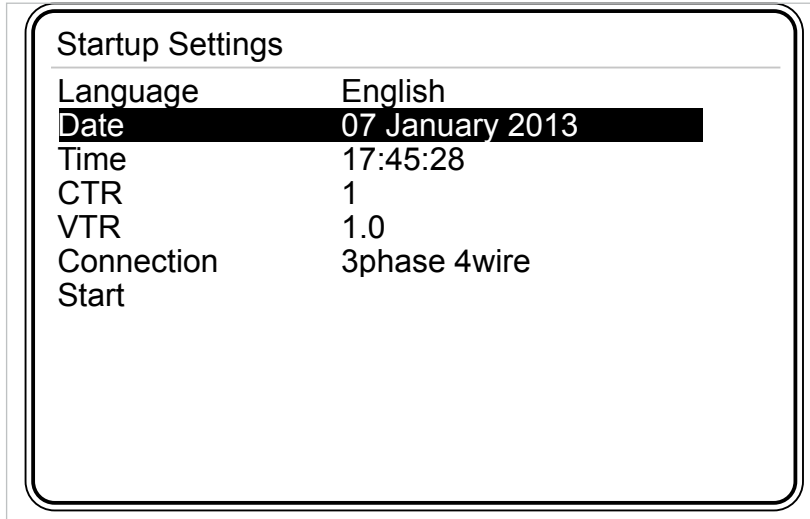 Startup Settings
Language English
Date 07 January 2013
Time 17:45:28
CTR 1
VTR 1.0
Connection 3phase 4wire
Start